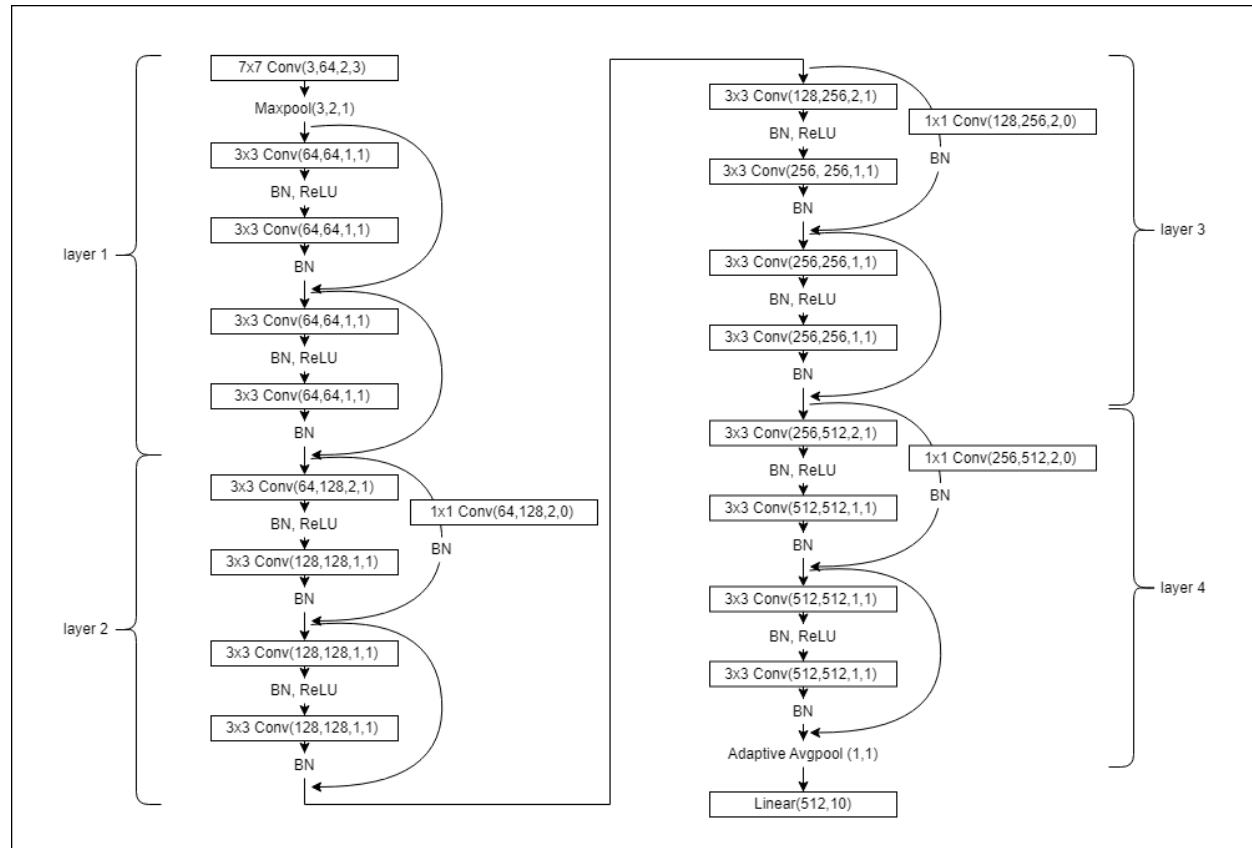 7x7 Conv(3,64,2,3)
Maxpool(3,2,1)
3x3 Conv(64,64,1,1)
BN, ReLU
3x3 Conv(64,64,1,1)
BN
layer 1
3x3 Conv(64,64,1,1)
BN, ReLU
3x3 Conv(64,64,1,1)
BN
3x3 Conv(64,128,2,1)
BN, ReLU
1x1 Conv(64,128,2,0)
BN
3x3 Conv(128,128,1,1)
BN
layer 2
3x3 Conv(128,128,1,1)
BN, ReLU
3x3 Conv(128,128,1,1)
BN
3x3 Conv(128,256,2,1)
1x1 Conv(128,256,2,0)
BN, ReLU
BN
3x3 Conv(256, 256,1,1)
BN
layer 3
3x3 Conv(256,256,1,1)
BN, ReLU
3x3 Conv(256,256,1,1)
BN
3x3 Conv(256,512,2,1)
1x1 Conv(256,512,2,0)
BN, ReLU
BN
3x3 Conv(512,512,1,1)
BN
layer 4
3x3 Conv(512,512,1,1)
BN, ReLU
3x3 Conv(512,512,1,1)
BN
Adaptive Avgpool (1,1)
Linear(512,10)